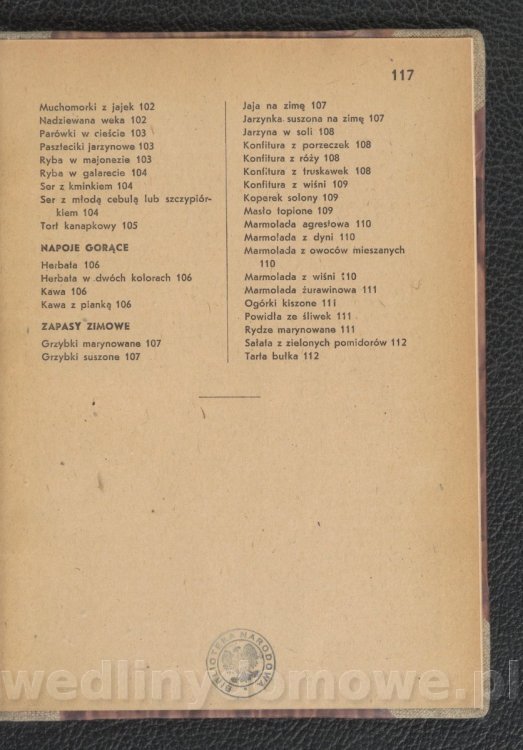 117
Muchomorki z jajek 102
Nadziewana weka 102
Parówki w cieście 103
Paszteciki jarzynowe 103
Ryba w majonezie 103
Ryba w galarecie 104
Ser z kminkiem 104
Ser z młodą cebulą lub szczypiór-
kiem 104
Tort kanapkowy 105
NAPOJE GORĄCE
Herbata 106
Herbata w dwóch kolorach 106
Kawa 106
Kawa z pianką 106
ZAPASY ZIMOWE
Grzybki marynowane 107
Grzybki suszone 107
Jaja na zimę 107
Jarzynka suszona na zimę 107
Jarzyna w soli 108
Konfitura z porzeczek 108
Konfitura z róży 108
Konfitura z truskawek 108
Konfitura z wiśni 109
Koperek solony 109
Masło topione 109
Marmolada agrestowa 110
Marmolada z dyni 110
Marmolada z owoców mieszanych
110
Marmolada z wiśni 110
Marmolada żurawinowa 111
Ogórki kiszone 111
Powidła ze śliwek 111
Rydze marynowane 111
Sałata z zielonych pomidorów 112
Tarta bułka 112
BIBLIOTEKA NARODOWA
wedlinydomowe.pl